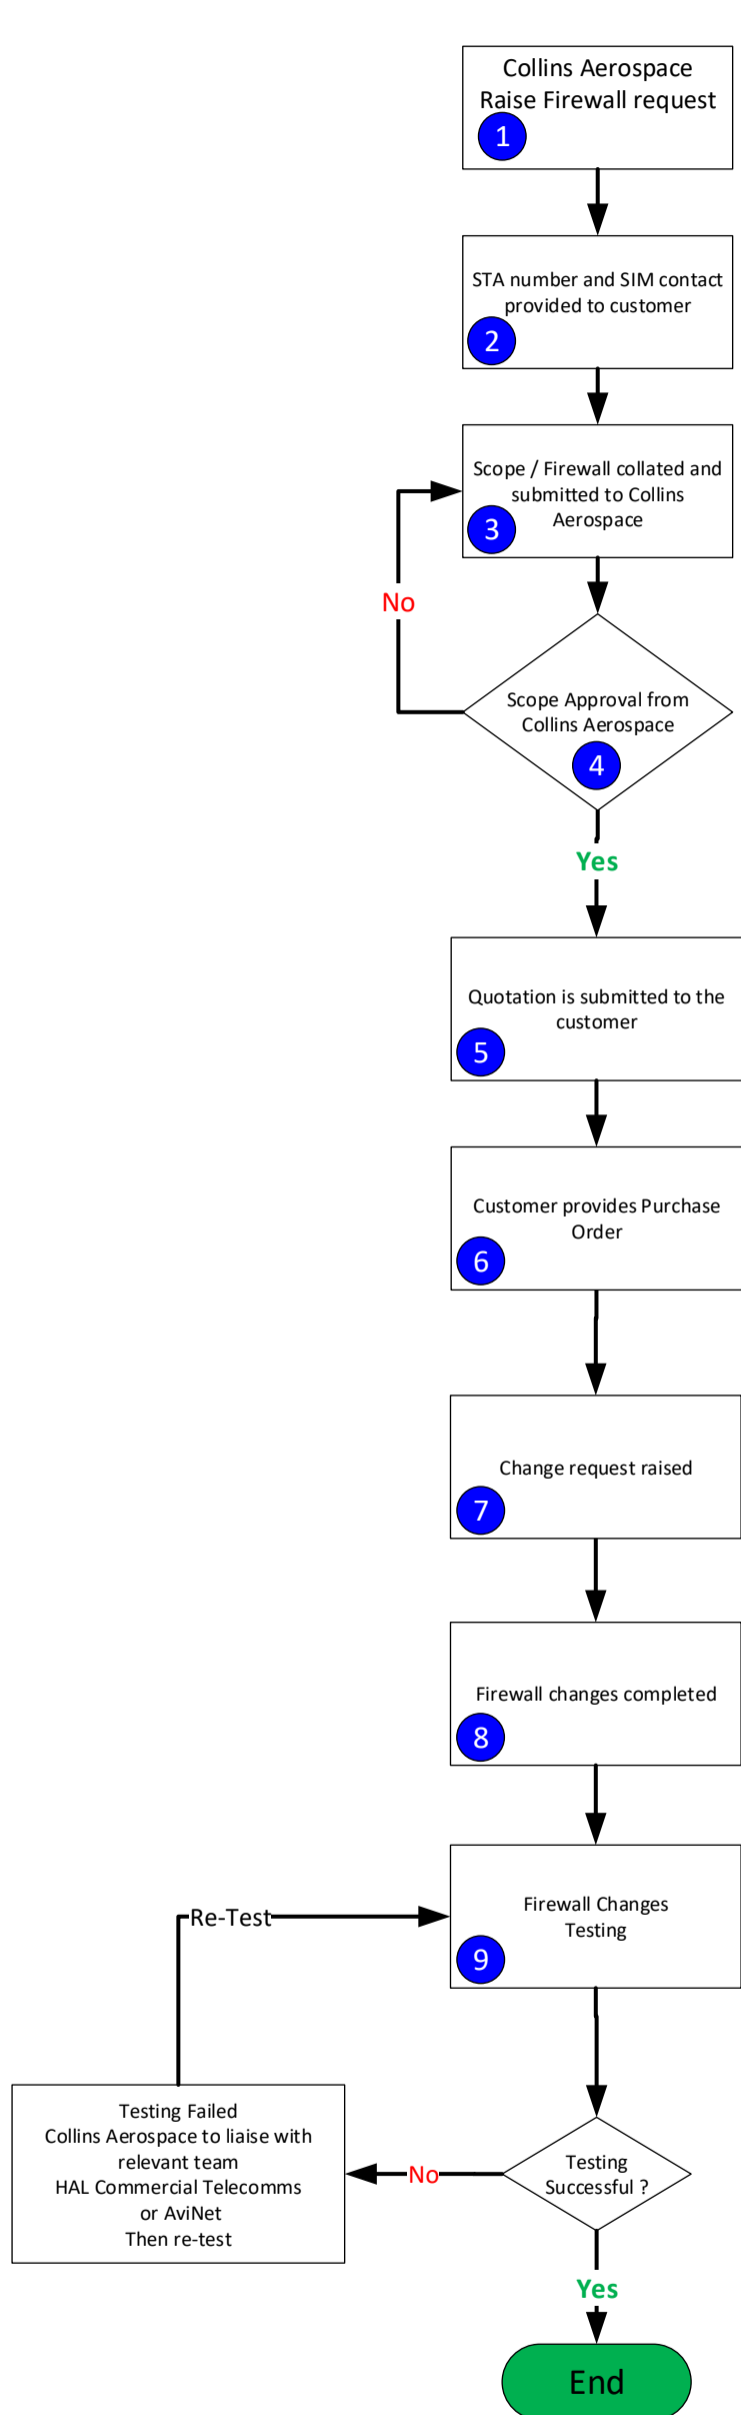 Collins Aerospace
Raise Firewall request
1
STA number and SIM contact
provided to customer
2
Scope / Firewall collated and
submitted to Collins
Aerospace
3
No
Scope Approval from
Collins Aerospace
4
Yes
Quotation is submitted to the
customer
5
Customer provides Purchase
Order
6
Change request raised
7
Firewall changes completed
8
Firewall Changes
Testing
9
Re-Test
Testing Failed
Collins Aerospace to liaise with
relevant team
HAL Commercial Telecomms
or AviNet
Then re-test
No
Testing
Successful ?
Yes
End